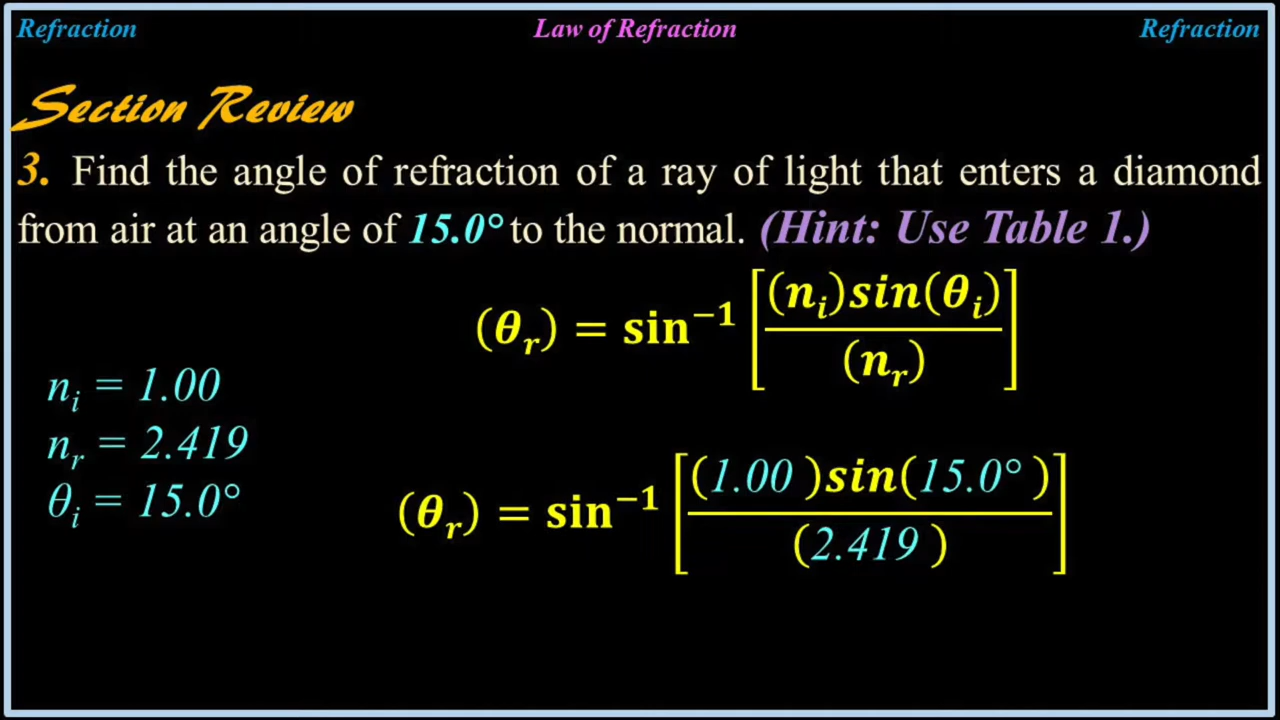 Refraction Law of Refraction Refraction
Section Review
3. Find the angle of refraction of a ray of light that enters a diamond
from air at an angle of 15.0° to the normal. (Hint: Use Table 1.)
(θᵣ) = sin⁻¹ [(nᵢ)sin(θᵢ) / (nᵣ)]
nᵢ = 1.00
nᵣ = 2.419
θᵢ = 15.0°
(θᵣ) = sin⁻¹ [(1.00 )sin(15.0° ) / (2.419 )]